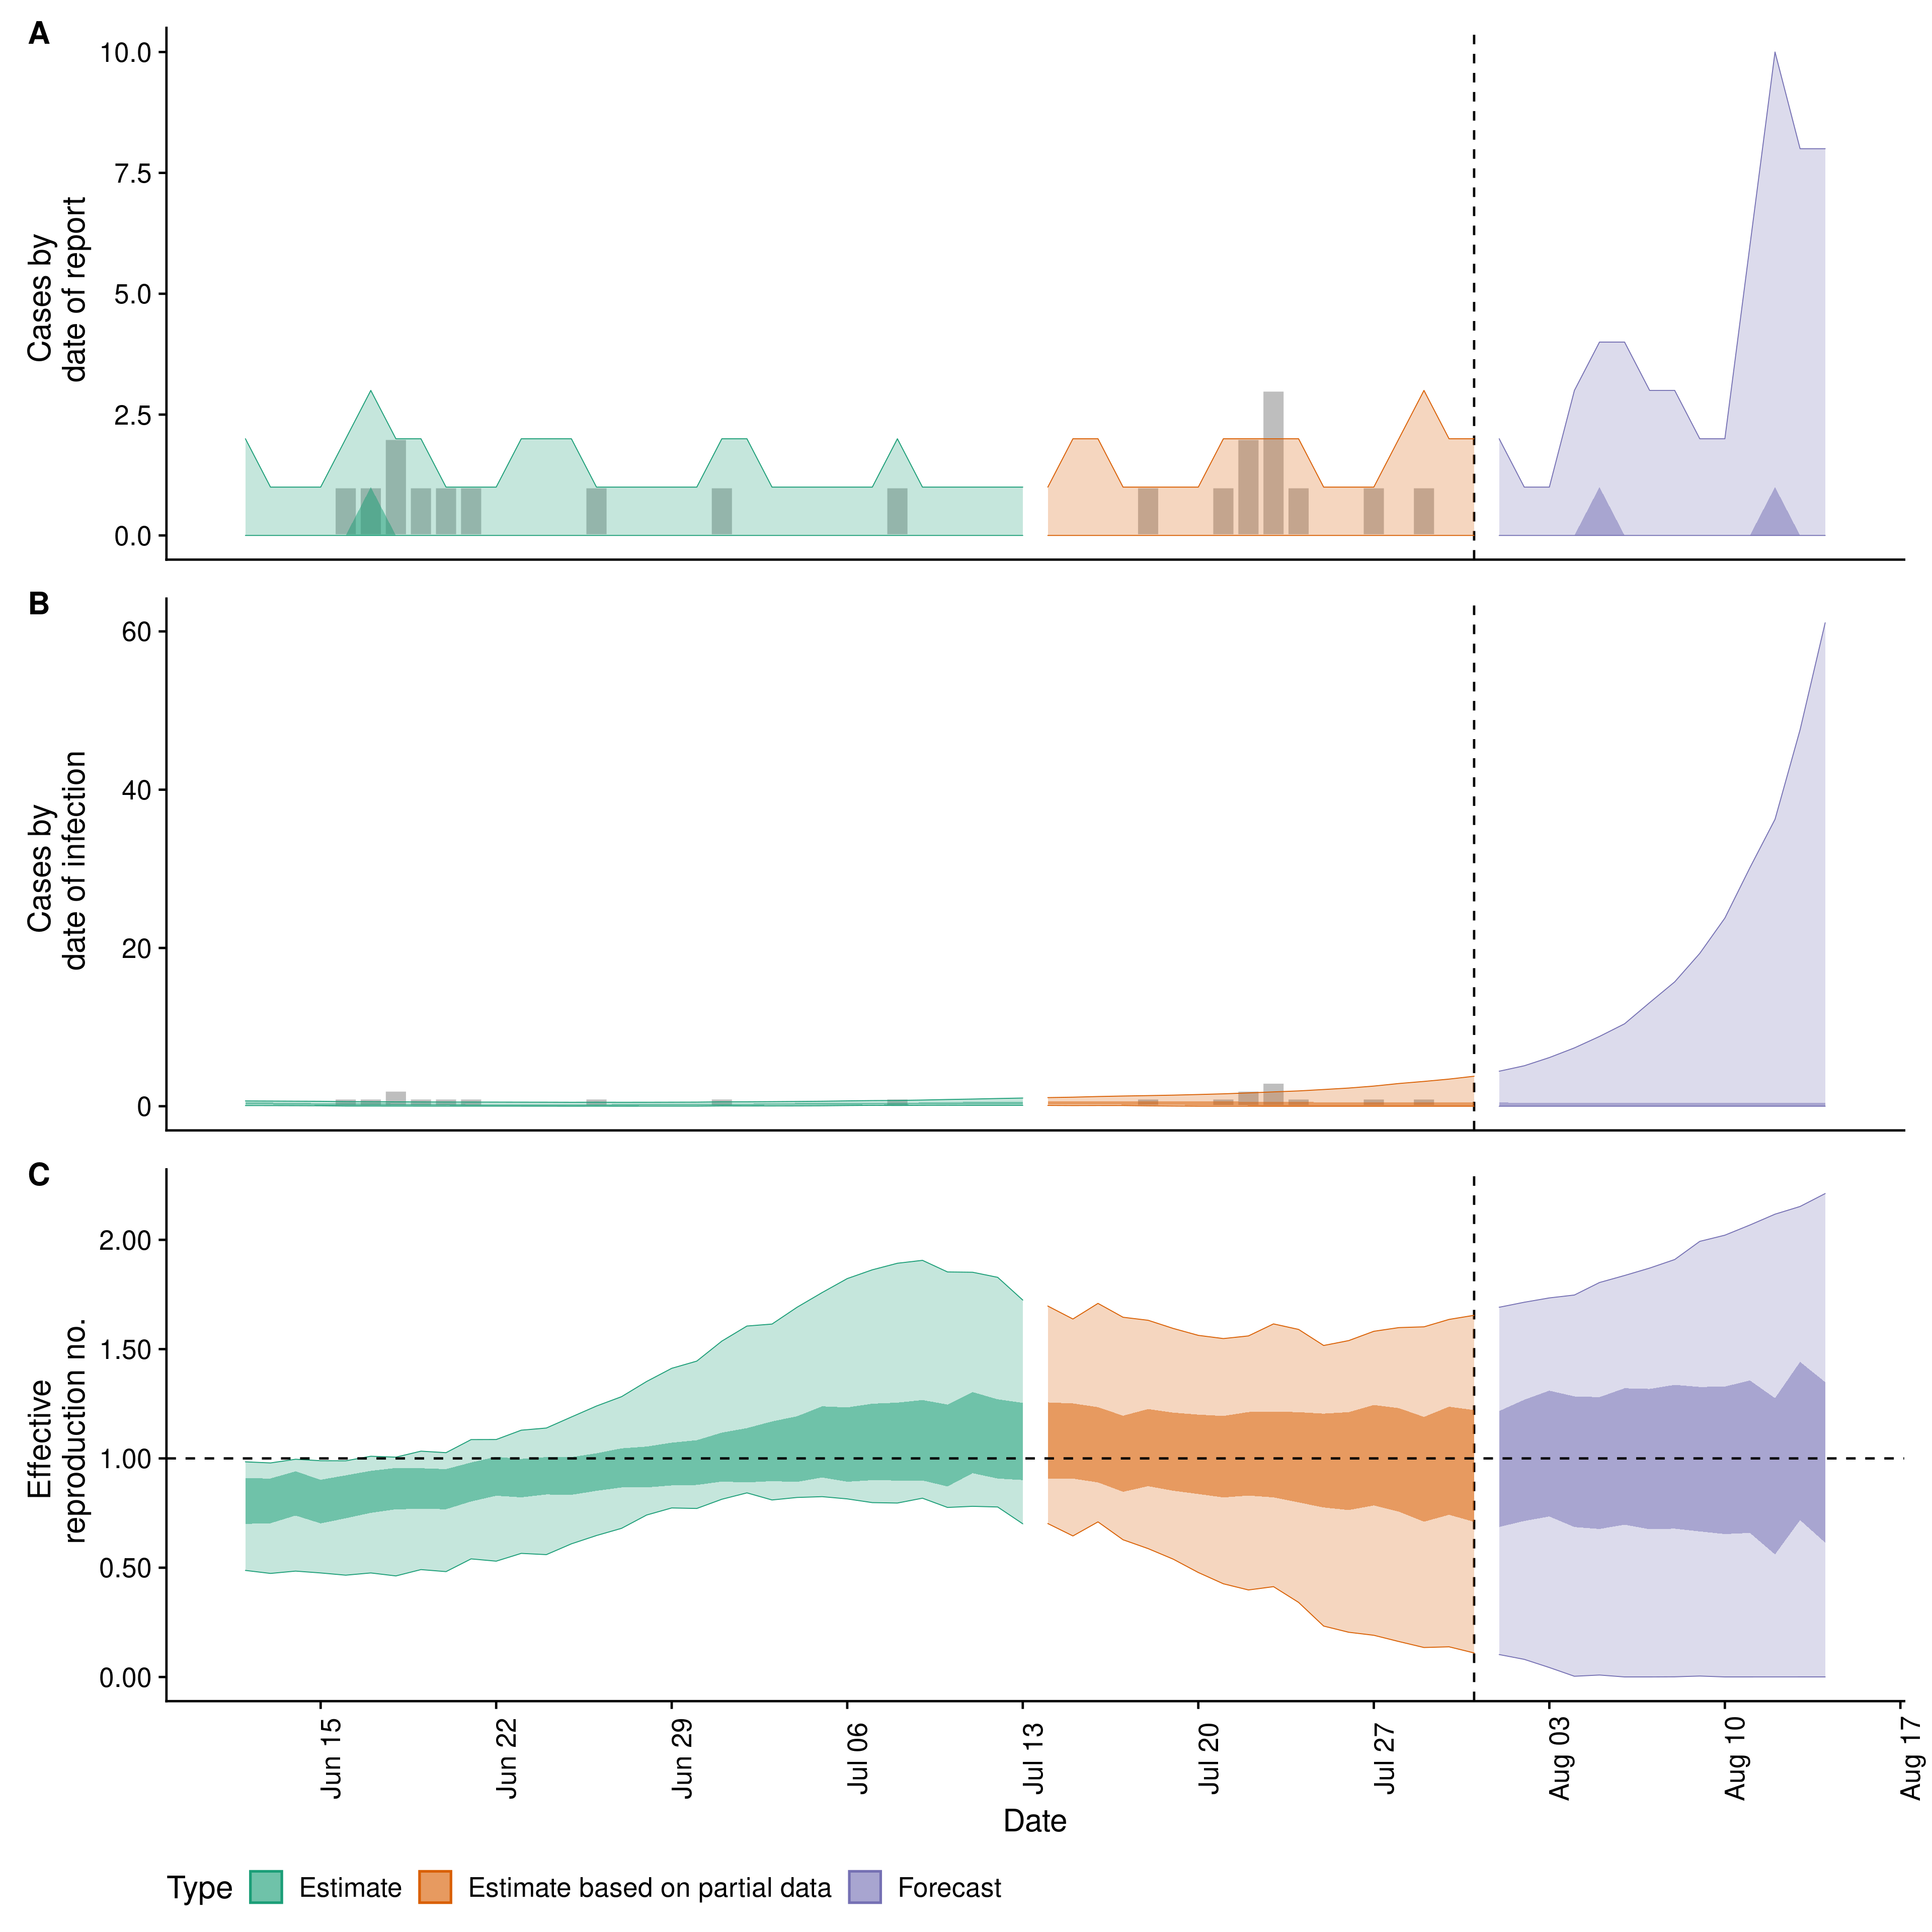 A
Cases by
date of report
10.0
7.5
5.0
2.5
0.0
B
Cases by
date of infection
60
40
20
0
C
Effective
reproduction no.
2.00
1.50
1.00
0.50
0.00
Jun 15
Jun 22
Jun 29
Jul 06
Jul 13
Jul 20
Jul 27
Aug 03
Aug 10
Aug 17
Date
Type Estimate Estimate based on partial data Forecast